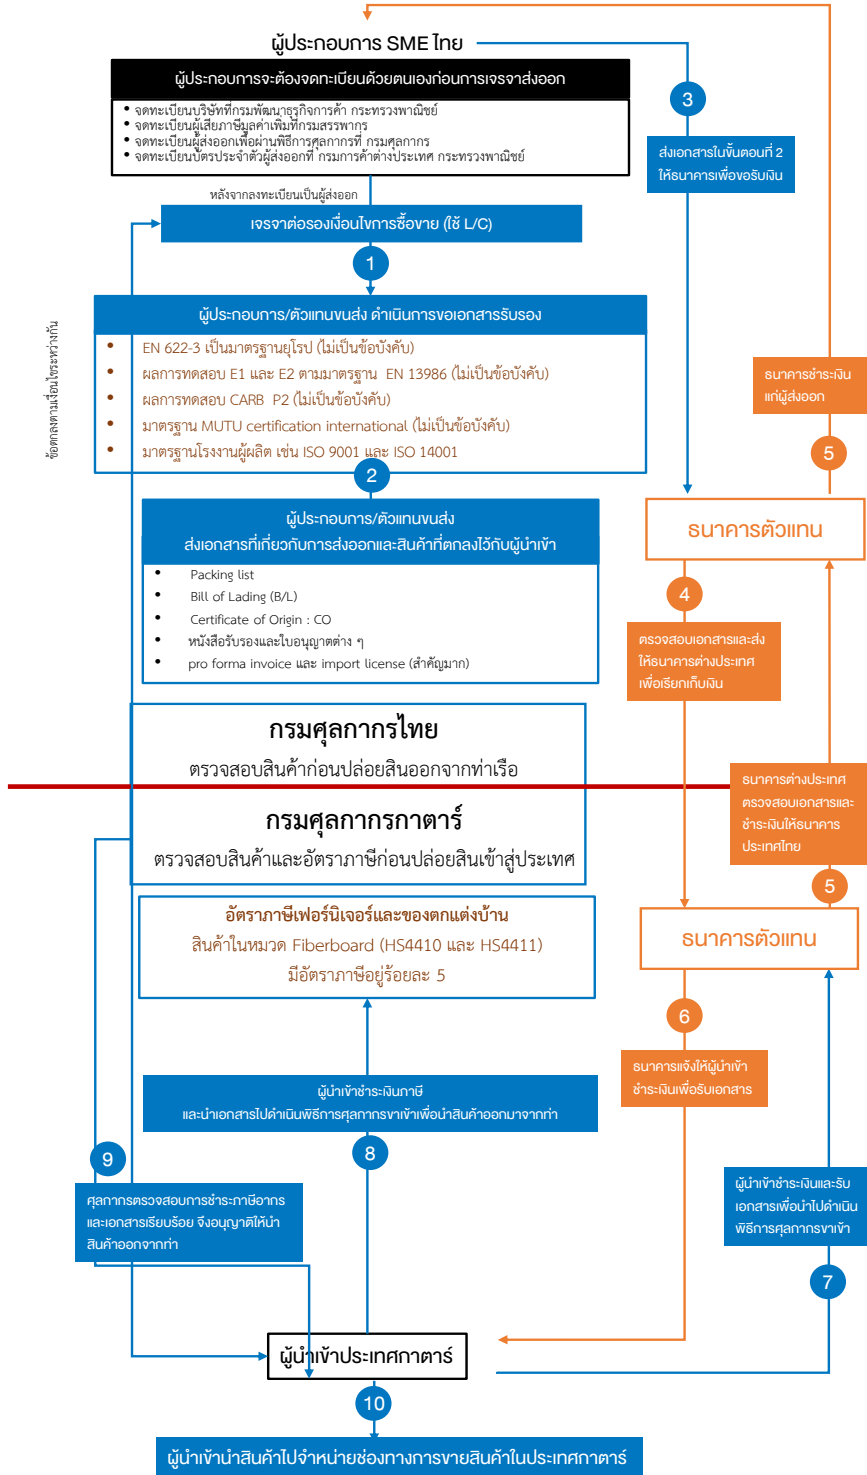 ผู้ประกอบการ SME ไทย
ผู้ประกอบการจะต้องจดทะเบียนด้วยตนเองก่อนการเจรจาส่งออก
• จดทะเบียนบริษัทที่กรมพัฒนาธุรกิจการค้า กระทรวงพาณิชย์
• จดทะเบียนผู้เสียภาษีมูลค่าเพิ่มที่กรมสรรพากร
• จดทะเบียนผู้ส่งออกเพื่อผ่านพิธีการศุลกากรที่ กรมศุลกากร
• จดทะเบียนบัตรประจำตัวผู้ส่งออกที่ กรมการค้าต่างประเทศ กระทรวงพาณิชย์
3
ส่งเอกสารในขั้นตอนที่ 2
ให้ธนาคารเพื่อขอรับเงิน
หลังจากลงทะเบียนเป็นผู้ส่งออก
เจรจาต่อรองเงื่อนไขการซื้อขาย (ใช้ L/C)
1
ข้อตกลงตามเงื่อนไขระหว่างกัน
ผู้ประกอบการ/ตัวแทนขนส่ง ดำเนินการขอเอกสารรับรอง
• EN 622-3 เป็นมาตรฐานยุโรป (ไม่เป็นข้อบังคับ)
• ผลการทดสอบ E1 และ E2 ตามมาตรฐาน EN 13986 (ไม่เป็นข้อบังคับ)
• ผลการทดสอบ CARB P2 (ไม่เป็นข้อบังคับ)
• มาตรฐาน MUTU certification international (ไม่เป็นข้อบังคับ)
• มาตรฐานโรงงานผู้ผลิต เช่น ISO 9001 และ ISO 14001
ธนาคารชำระเงิน
แก่ผู้ส่งออก
5
2
ผู้ประกอบการ/ตัวแทนขนส่ง
ส่งเอกสารที่เกี่ยวกับการส่งออกและสินค้าที่ตกลงไว้กับผู้นำเข้า
• Packing list
• Bill of Lading (B/L)
• Certificate of Origin : CO
• หนังสือรับรองและใบอนุญาตต่าง ๆ
• pro forma invoice และ import license (สำคัญมาก)
ธนาคารตัวแทน
4
ตรวจสอบเอกสารและส่ง
ให้ธนาคารต่างประเทศ
เพื่อเรียกเก็บเงิน
กรมศุลกากรไทย
ตรวจสอบสินค้าก่อนปล่อยสินออกจากท่าเรือ
กรมศุลกากรกาตาร์
ตรวจสอบสินค้าและอัตราภาษีก่อนปล่อยสินเข้าสู่ประเทศ
ธนาคารต่างประเทศ
ตรวจสอบเอกสารและ
ชำระเงินให้ธนาคาร
ประเทศไทย
5
อัตราภาษีเฟอร์นิเจอร์และของตกแต่งบ้าน
สินค้าในหมวด Fiberboard (HS4410 และ HS4411)
มีอัตราภาษีอยู่ร้อยละ 5
ธนาคารตัวแทน
6
ธนาคารแจ้งให้ผู้นำเข้า
ชำระเงินเพื่อรับเอกสาร
ผู้นำเข้าชำระเงินภาษี
และนำเอกสารไปดำเนินพิธีการศุลกากรขาเข้าเพื่อนำสินค้าออกมาจากท่า
8
9
ศุลกากรตรวจสอบการชำระภาษีอากร
และเอกสารเรียบร้อย จึงอนุญาติให้นำ
สินค้าออกจากท่า
ผู้นำเข้าชำระเงินและรับ
เอกสารเพื่อนำไปดำเนิน
พิธีการศุลกากรขาเข้า
7
ผู้นำเข้าประเทศกาตาร์
10
ผู้นำเข้านำสินค้าไปจำหน่ายช่องทางการขายสินค้าในประเทศกาตาร์